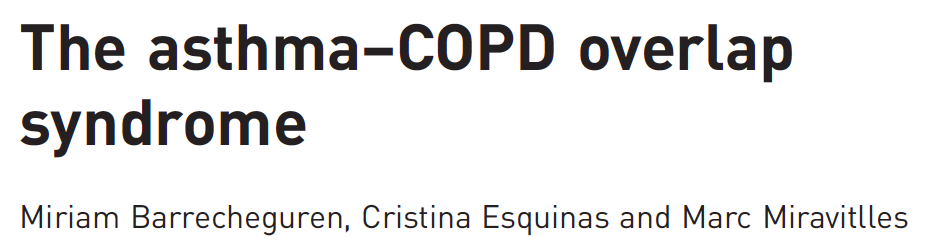 The asthma–COPD overlap
syndrome
Miriam Barrecheguren, Cristina Esquinas and Marc Miravitlles